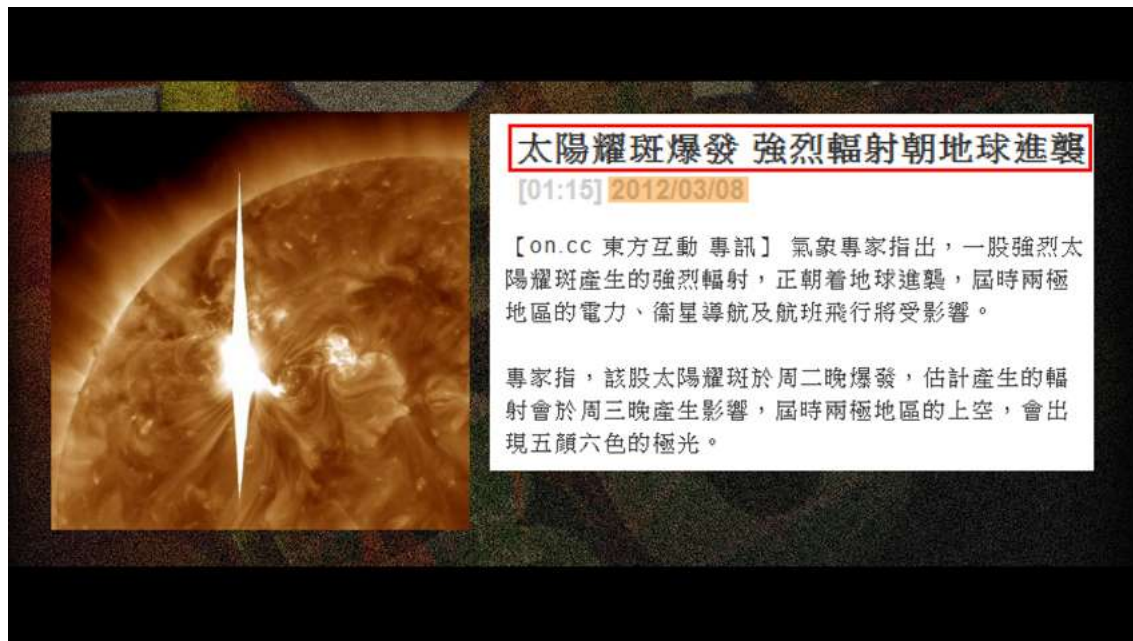 太陽耀斑爆發 強烈輻射朝地球進襲
[01:15] 2012/03/08
【on.cc 東方互動 專訊】 氣象專家指出，一股強烈太
陽耀斑產生的強烈輻射，正朝着地球進襲，屆時兩極
地區的電力、衞星導航及航班飛行將受影響。
專家指，該股太陽耀斑於周二晚爆發，估計產生的輻
射會於周三晚產生影響，屆時兩極地區的上空，會出
現五顏六色的極光。